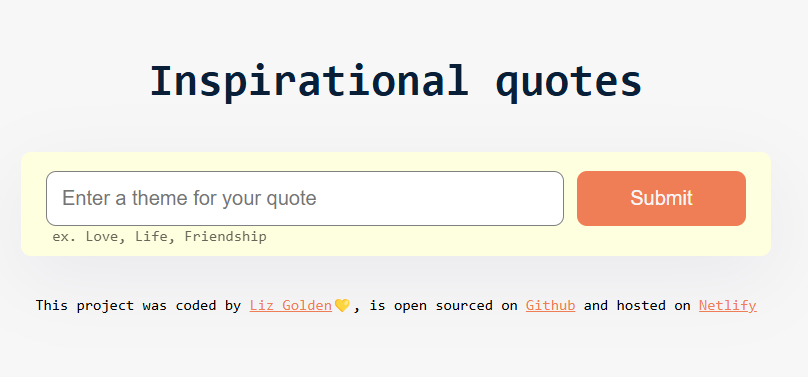 Inspirational quotes
Enter a theme for your quote
Submit
ex. Love, Life, Friendship
This project was coded by Liz Golden💛, is open sourced on Github and hosted on Netlify